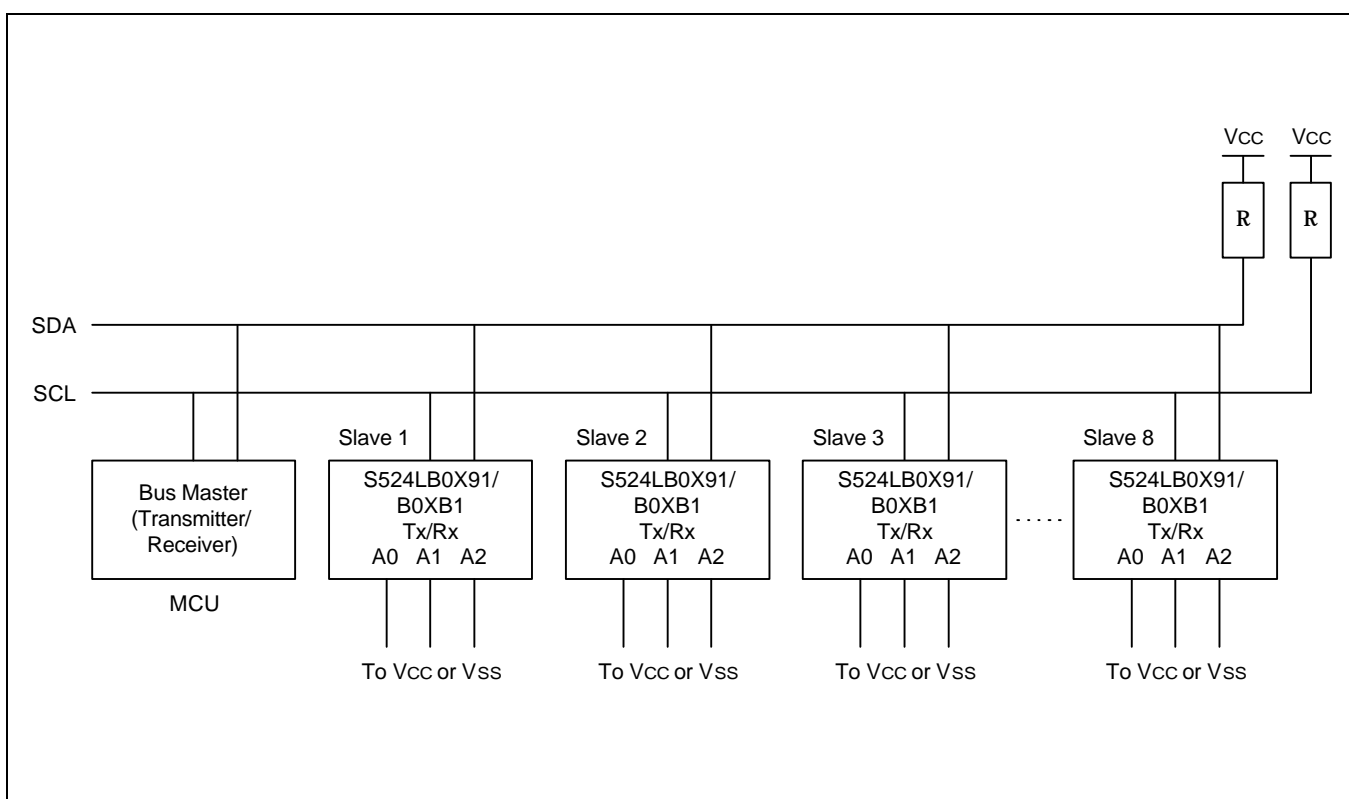 VCC VCC
R R
SDA
SCL
Slave 1 Slave 2 Slave 3 Slave 8
Bus Master
(Transmitter/
Receiver)
MCU
S524LB0X91/
B0XB1
Tx/Rx
A0 A1 A2
To VCC or VSS
S524LB0X91/
B0XB1
Tx/Rx
A0 A1 A2
To VCC or VSS
S524LB0X91/
B0XB1
Tx/Rx
A0 A1 A2
To VCC or VSS
.....
S524LB0X91/
B0XB1
Tx/Rx
A0 A1 A2
To VCC or VSS